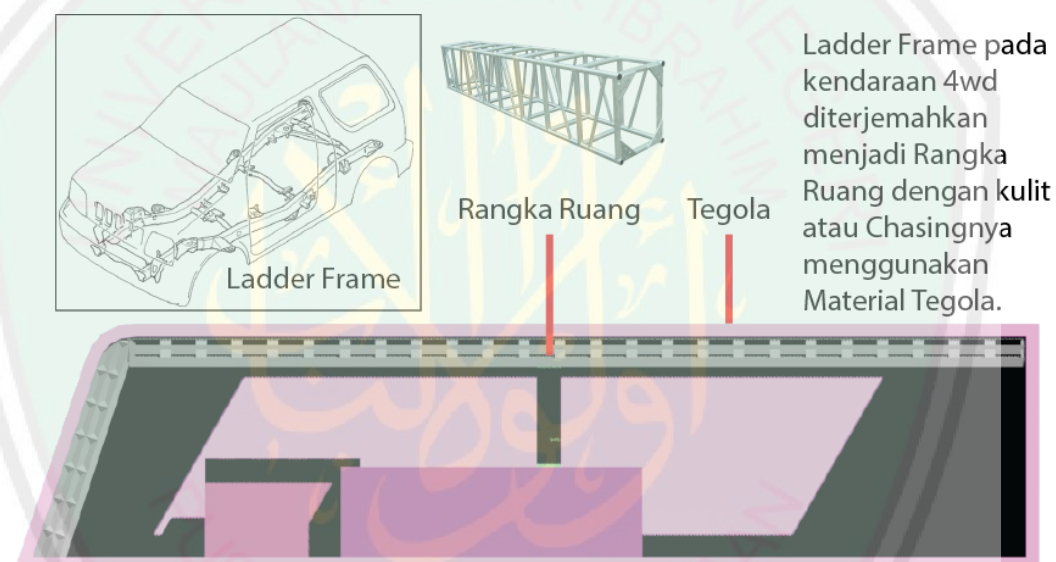 Ladder Frame
Rangka Ruang
Tegola
Ladder Frame pada
kendaraan 4wd
diterjemahkan
menjadi Rangka
Ruang dengan kulit
atau Chasingnya
menggunakan
Material Tegola.